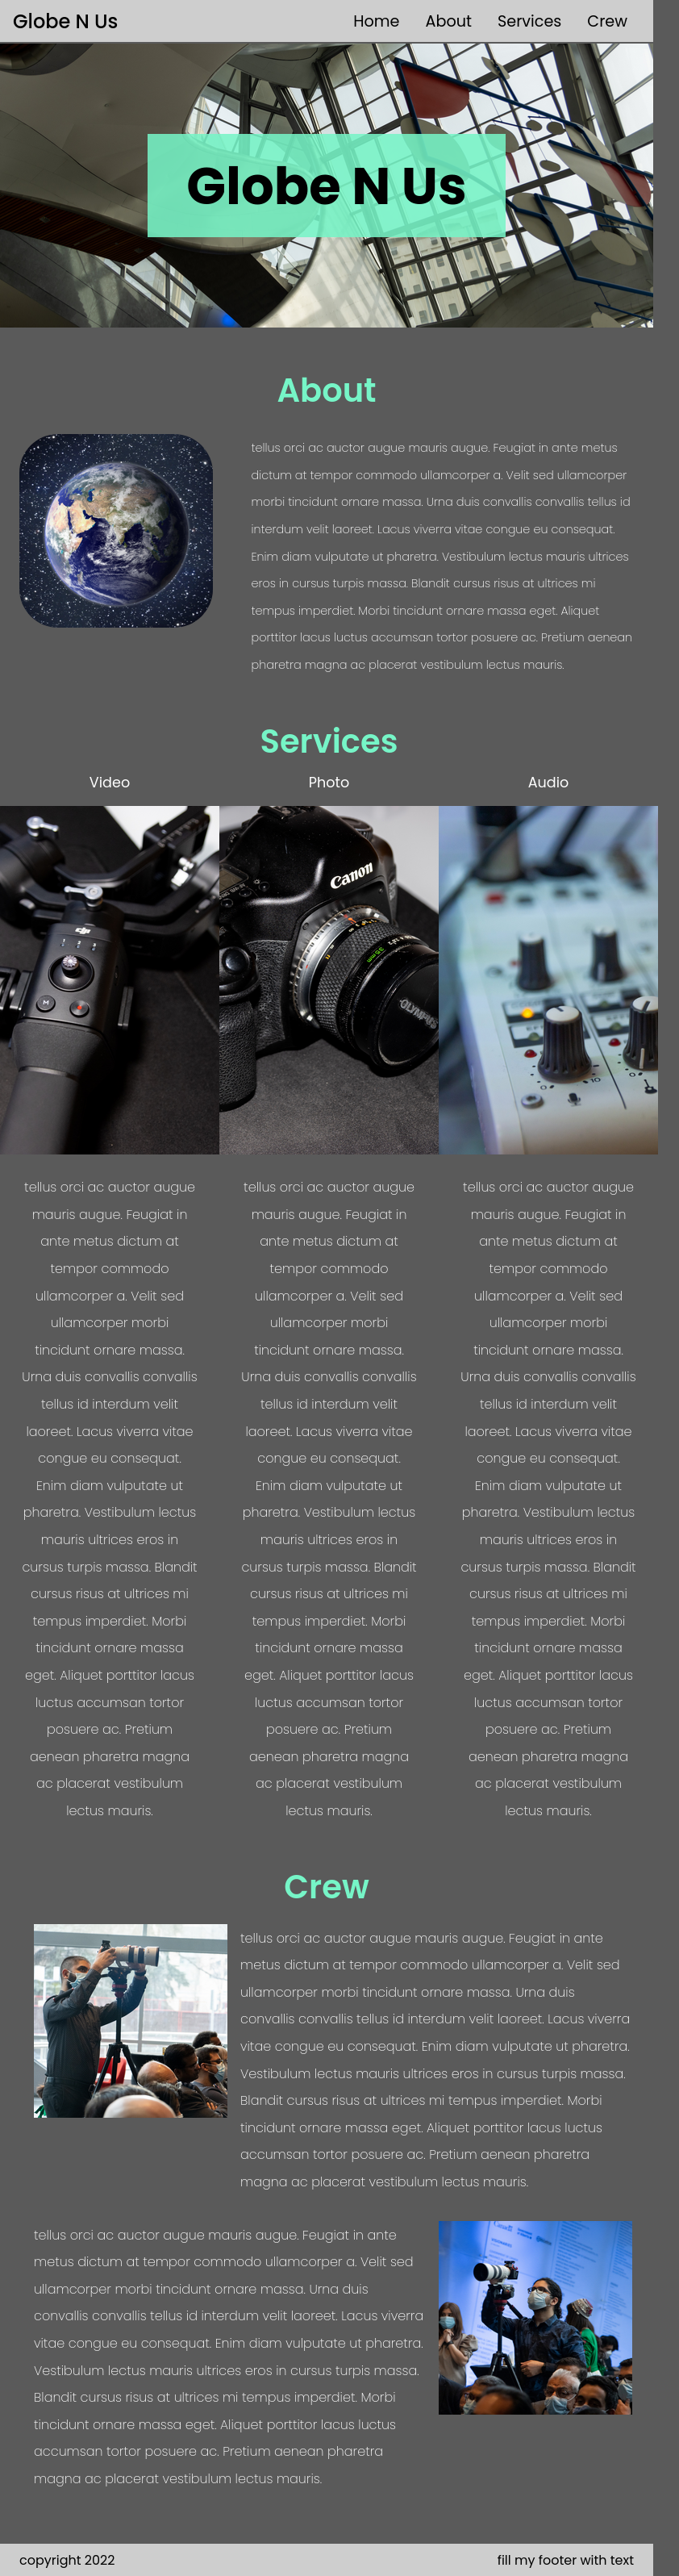 Globe N Us
Home About Services Crew
Globe N Us
About
tellus orci ac auctor augue mauris augue. Feugiat in ante metus
dictum at tempor commodo ullamcorper a. Velit sed ullamcorper
morbi tincidunt ornare massa. Urna duis convallis convallis tellus id
interdum velit laoreet. Lacus viverra vitae congue eu consequat.
Enim diam vulputate ut pharetra. Vestibulum lectus mauris ultrices
eros in cursus turpis massa. Blandit cursus risus at ultrices mi
tempus imperdiet. Morbi tincidunt ornare massa eget. Aliquet
porttitor lacus luctus accumsan tortor posuere ac. Pretium aenean
pharetra magna ac placerat vestibulum lectus mauris.
Services
Video
dji
M
tellus orci ac auctor augue
mauris augue. Feugiat in
ante metus dictum at
tempor commodo
ullamcorper a. Velit sed
ullamcorper morbi
tincidunt ornare massa.
Urna duis convallis convallis
tellus id interdum velit
laoreet. Lacus viverra vitae
congue eu consequat.
Enim diam vulputate ut
pharetra. Vestibulum lectus
mauris ultrices eros in
cursus turpis massa. Blandit
cursus risus at ultrices mi
tempus imperdiet. Morbi
tincidunt ornare massa
eget. Aliquet porttitor lacus
luctus accumsan tortor
posuere ac. Pretium
aenean pharetra magna
ac placerat vestibulum
lectus mauris.
Photo
Canon
OLYMPUS
tellus orci ac auctor augue
mauris augue. Feugiat in
ante metus dictum at
tempor commodo
ullamcorper a. Velit sed
ullamcorper morbi
tincidunt ornare massa.
Urna duis convallis convallis
tellus id interdum velit
laoreet. Lacus viverra vitae
congue eu consequat.
Enim diam vulputate ut
pharetra. Vestibulum lectus
mauris ultrices eros in
cursus turpis massa. Blandit
cursus risus at ultrices mi
tempus imperdiet. Morbi
tincidunt ornare massa
eget. Aliquet porttitor lacus
luctus accumsan tortor
posuere ac. Pretium
aenean pharetra magna
ac placerat vestibulum
lectus mauris.
Audio
10
tellus orci ac auctor augue
mauris augue. Feugiat in
ante metus dictum at
tempor commodo
ullamcorper a. Velit sed
ullamcorper morbi
tincidunt ornare massa.
Urna duis convallis convallis
tellus id interdum velit
laoreet. Lacus viverra vitae
congue eu consequat.
Enim diam vulputate ut
pharetra. Vestibulum lectus
mauris ultrices eros in
cursus turpis massa. Blandit
cursus risus at ultrices mi
tempus imperdiet. Morbi
tincidunt ornare massa
eget. Aliquet porttitor lacus
luctus accumsan tortor
posuere ac. Pretium
aenean pharetra magna
ac placerat vestibulum
lectus mauris.
Crew
tellus orci ac auctor augue mauris augue. Feugiat in ante
metus dictum at tempor commodo ullamcorper a. Velit sed
ullamcorper morbi tincidunt ornare massa. Urna duis
convallis convallis tellus id interdum velit laoreet. Lacus viverra
vitae congue eu consequat. Enim diam vulputate ut pharetra.
Vestibulum lectus mauris ultrices eros in cursus turpis massa.
Blandit cursus risus at ultrices mi tempus imperdiet. Morbi
tincidunt ornare massa eget. Aliquet porttitor lacus luctus
accumsan tortor posuere ac. Pretium aenean pharetra
magna ac placerat vestibulum lectus mauris.
tellus orci ac auctor augue mauris augue. Feugiat in ante
metus dictum at tempor commodo ullamcorper a. Velit sed
ullamcorper morbi tincidunt ornare massa. Urna duis
convallis convallis tellus id interdum velit laoreet. Lacus viverra
vitae congue eu consequat. Enim diam vulputate ut pharetra.
Vestibulum lectus mauris ultrices eros in cursus turpis massa.
Blandit cursus risus at ultrices mi tempus imperdiet. Morbi
tincidunt ornare massa eget. Aliquet porttitor lacus luctus
accumsan tortor posuere ac. Pretium aenean pharetra
magna ac placerat vestibulum lectus mauris.
copyright 2022
fill my footer with text